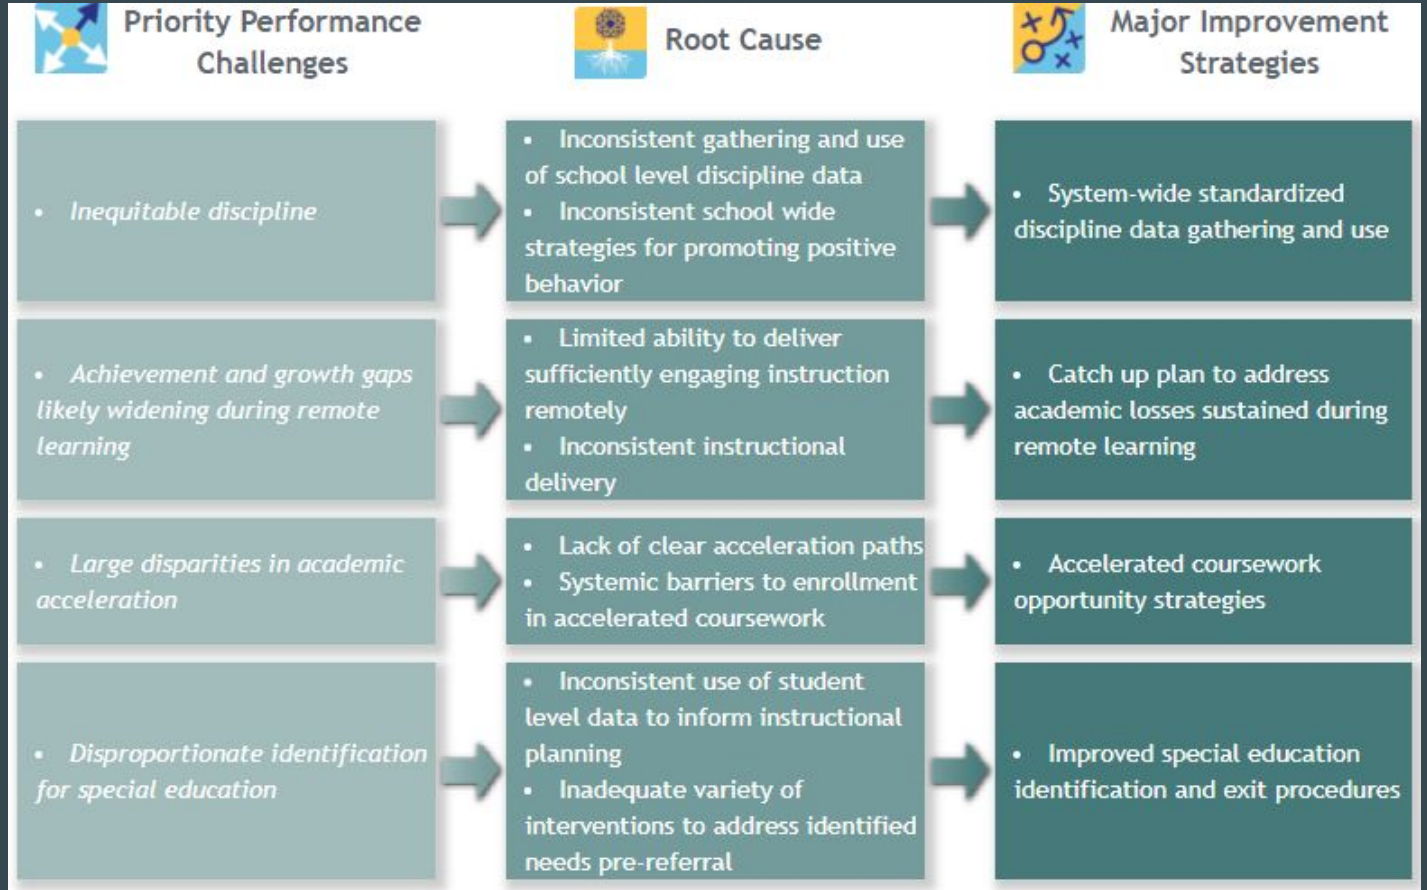 Priority Performance
Challenges
Root Cause
Major Improvement
Strategies
• Inequitable discipline
• Inconsistent gathering and use
of school level discipline data
• Inconsistent school wide
strategies for promoting positive
behavior
• System-wide standardized
discipline data gathering and use
• Achievement and growth gaps
likely widening during remote
learning
• Limited ability to deliver
sufficiently engaging instruction
remotely
• Inconsistent instructional
delivery
• Catch up plan to address
academic losses sustained during
remote learning
• Large disparities in academic
acceleration
• Lack of clear acceleration paths
• Systemic barriers to enrollment
in accelerated coursework
• Accelerated coursework
opportunity strategies
• Disproportionate identification
for special education
• Inconsistent use of student
level data to inform instructional
planning
• Inadequate variety of
interventions to address identified
needs pre-referral
• Improved special education
identification and exit procedures